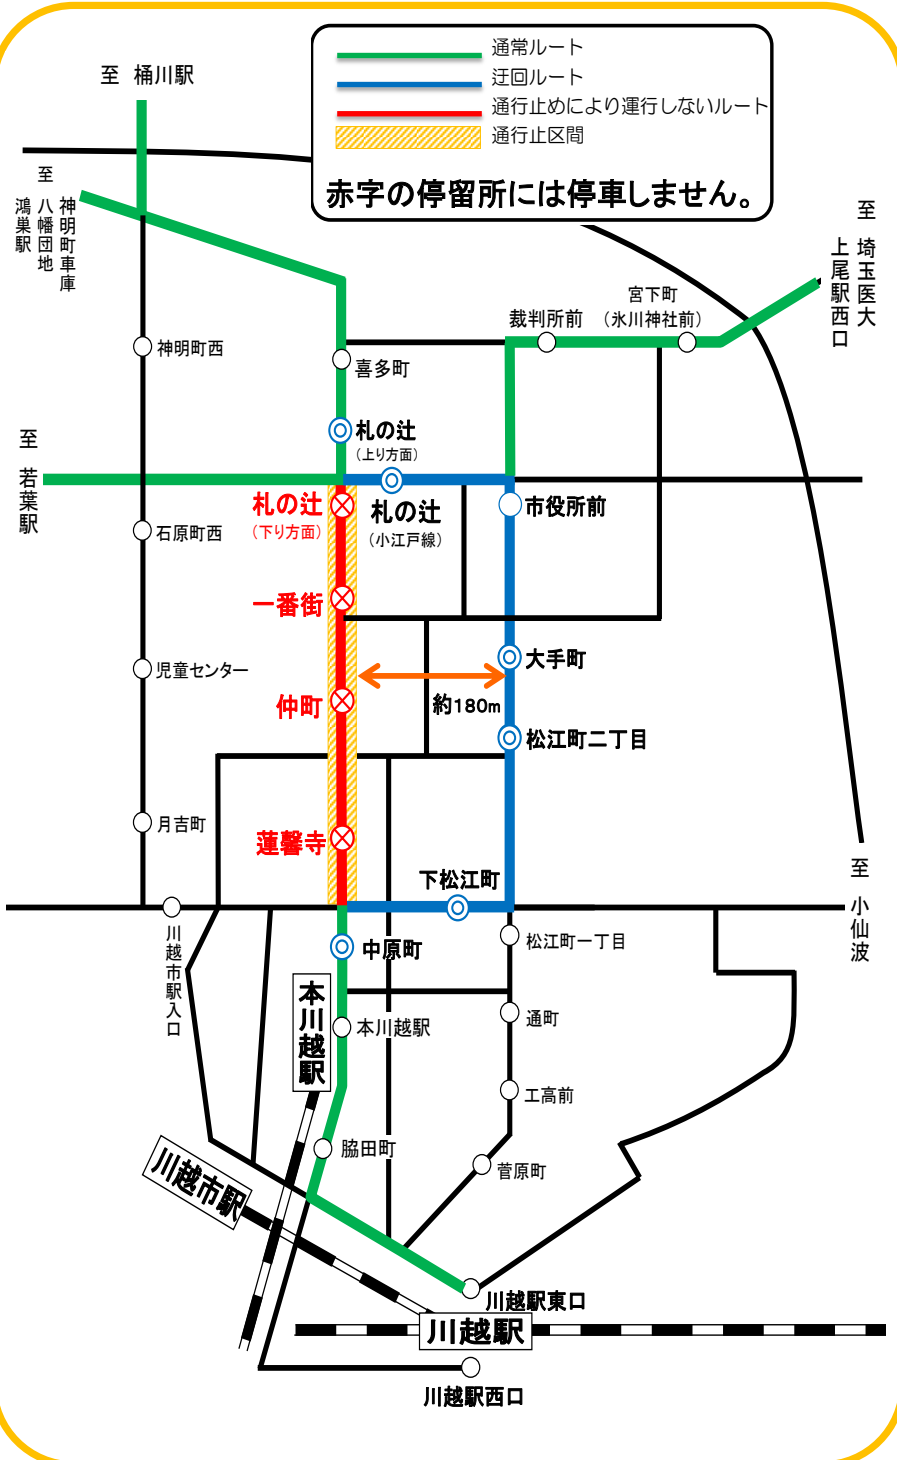 通常ルート
迂回ルート
通行止めにより運行しないルート
通行止区間
赤字の停留所には停車しません。
至 桶川駅
至 神明町車庫
八幡団地
鴻巣駅
至 埼玉医大
上尾駅西口
宮下町
(氷川神社前)
裁判所前
神明町西
喜多町
札の辻
(上り方面)
至 若葉駅
札の辻
(下り方面)
札の辻
(小江戸線)
市役所前
石原町西
一番街
大手町
児童センター
仲町
約180m
松江町二丁目
月吉町
蓮馨寺
下松江町
至 小仙波
川越市駅入口
中原町
松江町一丁目
本川越駅
本川越駅
通町
工高前
脇田町
菅原町
川越市駅
川越駅東口
川越駅
川越駅西口